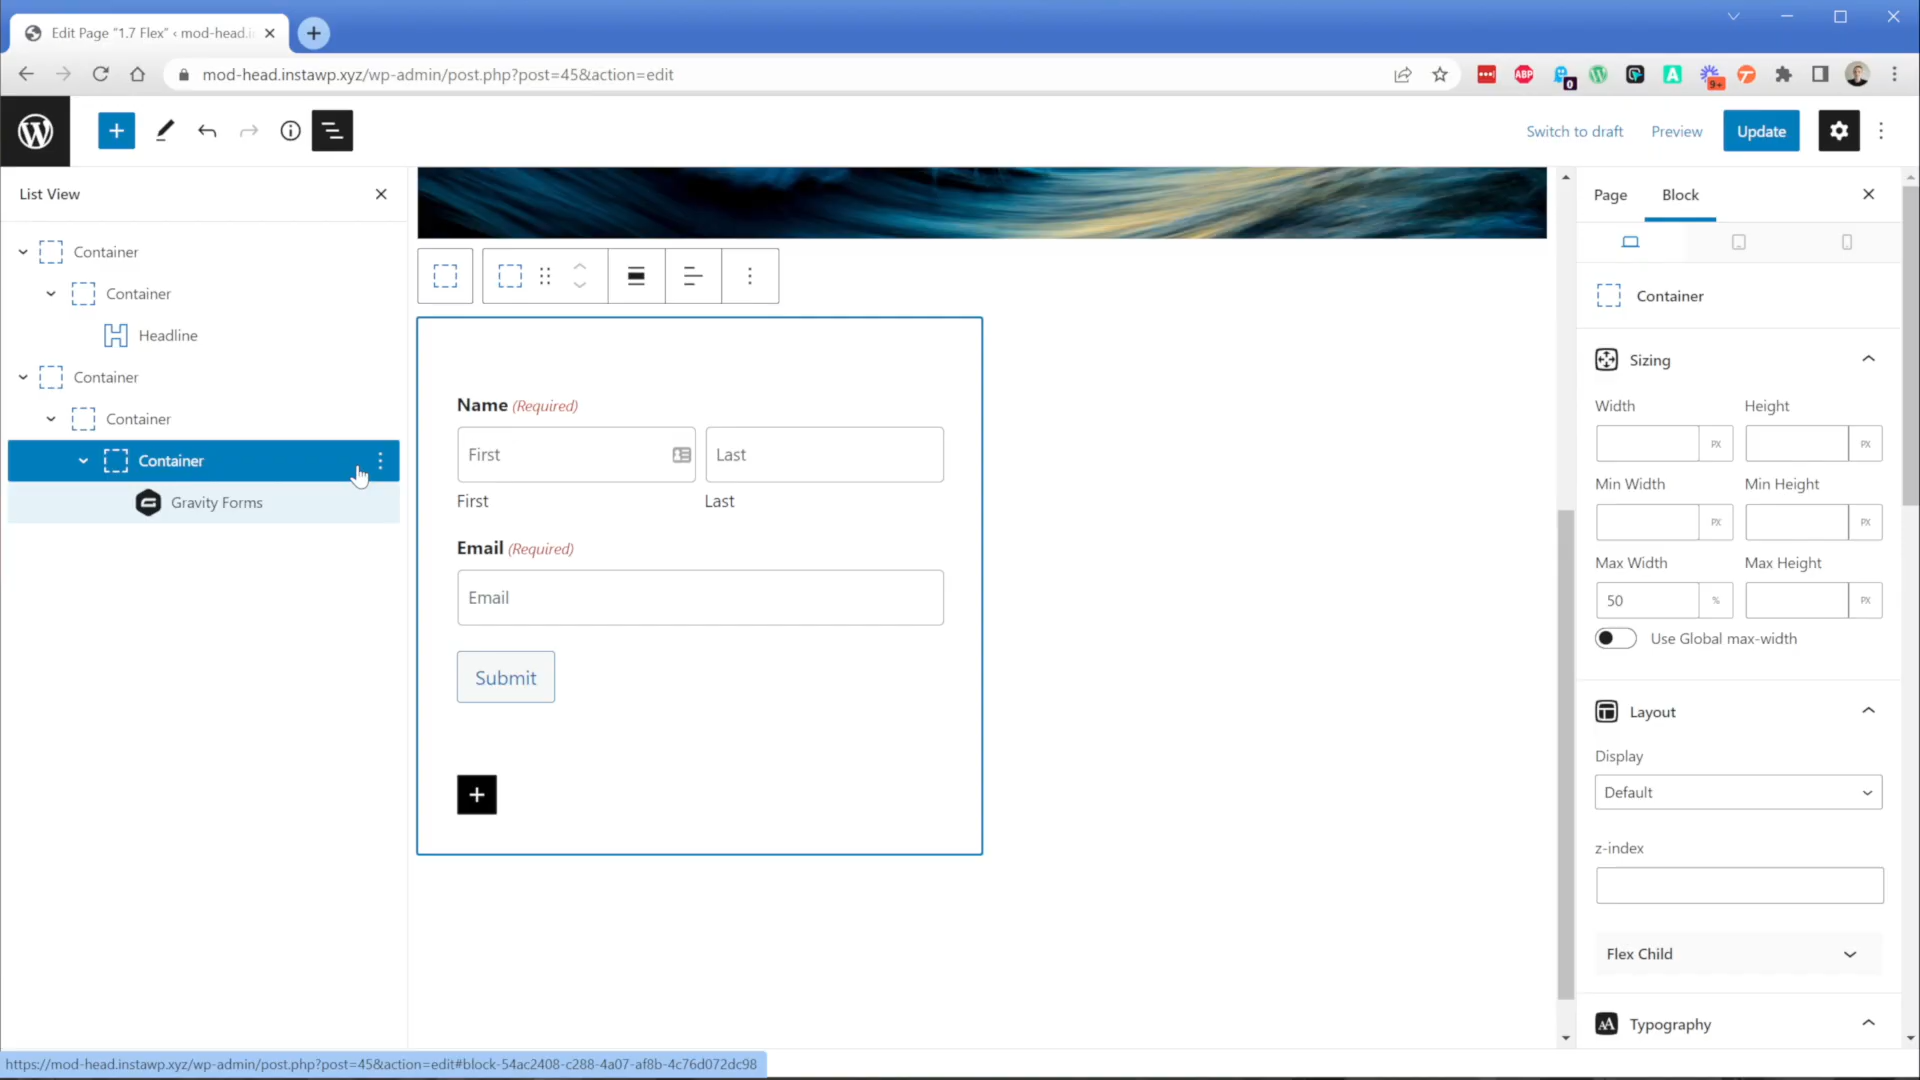 Edit Page “1.7 Flex” ‹ mod-head.i
mod-head.instawp.xyz/wp-admin/post.php?post=45&action=edit
ABP
0
A
9+
Switch to draft
Preview
Update
List View
Container
Container
Headline
Container
Container
Container
Gravity Forms
Name (Required)
First
Last
First
Last
Email (Required)
Email
Submit
Page
Block
Container
Sizing
Width
Height
PX
PX
Min Width
Min Height
PX
PX
Max Width
Max Height
50
%
PX
Use Global max-width
Layout
Display
Default
z-index
Flex Child
AA
Typography
https://mod-head.instawp.xyz/wp-admin/post.php?post=45&action=edit#block-54ac2408-c288-4a07-af8b-4c76d072dc98